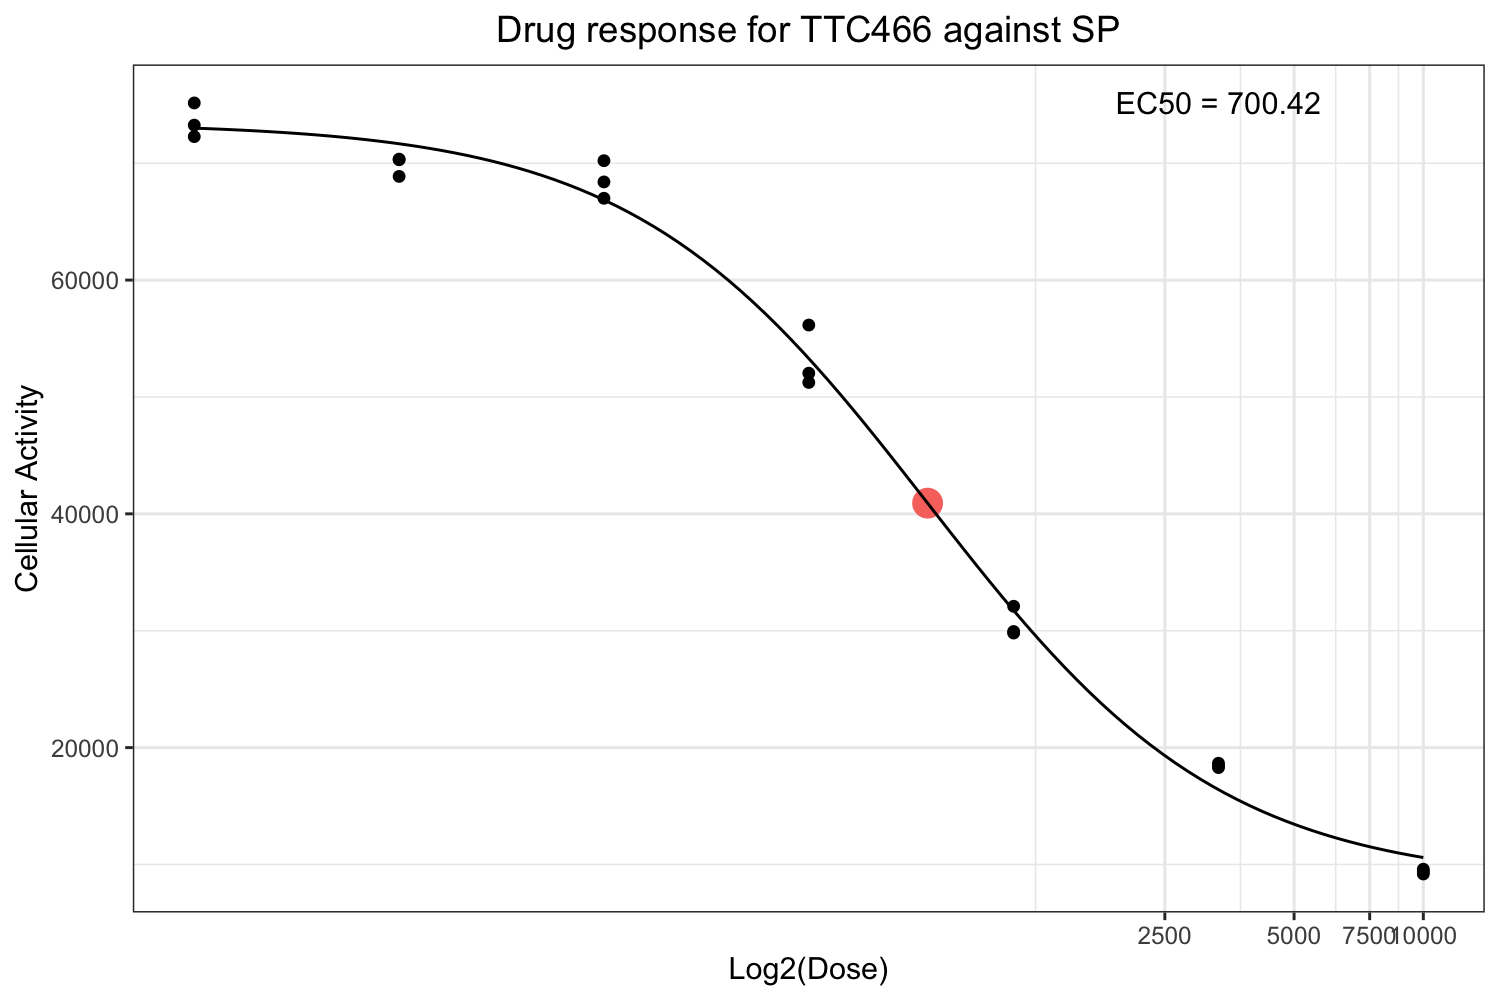 Drug response for TTC466 against SP
EC50 = 700.42
60000
40000
20000
Cellular Activity
2500
5000
7500
10000
Log2(Dose)